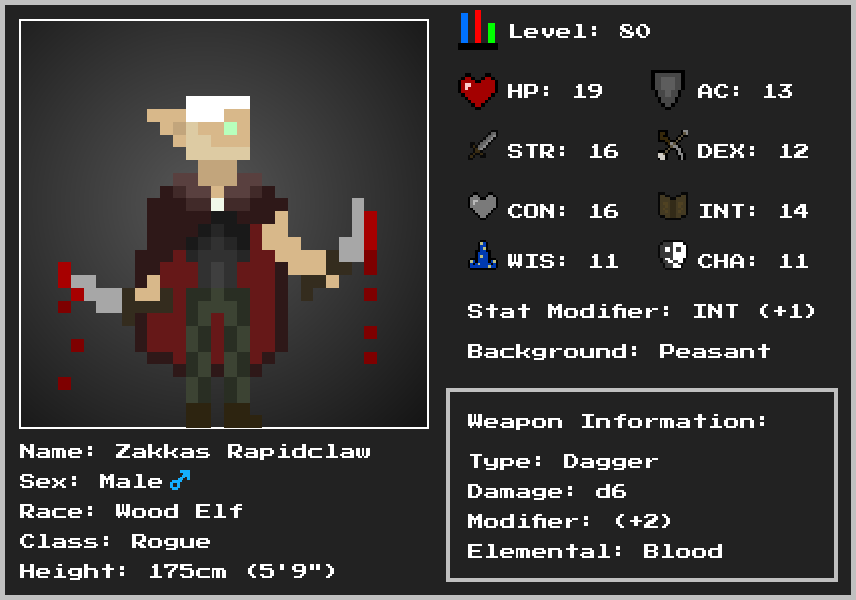 Level: 80
HP: 19 AC: 13
STR: 16 DEX: 12
CON: 16 INT: 14
WIS: 11 CHA: 11
Stat Modifier: INT (+1)
Background: Peasant
Weapon Information:
Type: Dagger
Damage: d6
Modifier: (+2)
Elemental: Blood
Name: Zakkas Rapidclaw
Sex: Male♂
Race: Wood Elf
Class: Rogue
Height: 175cm (5'9")